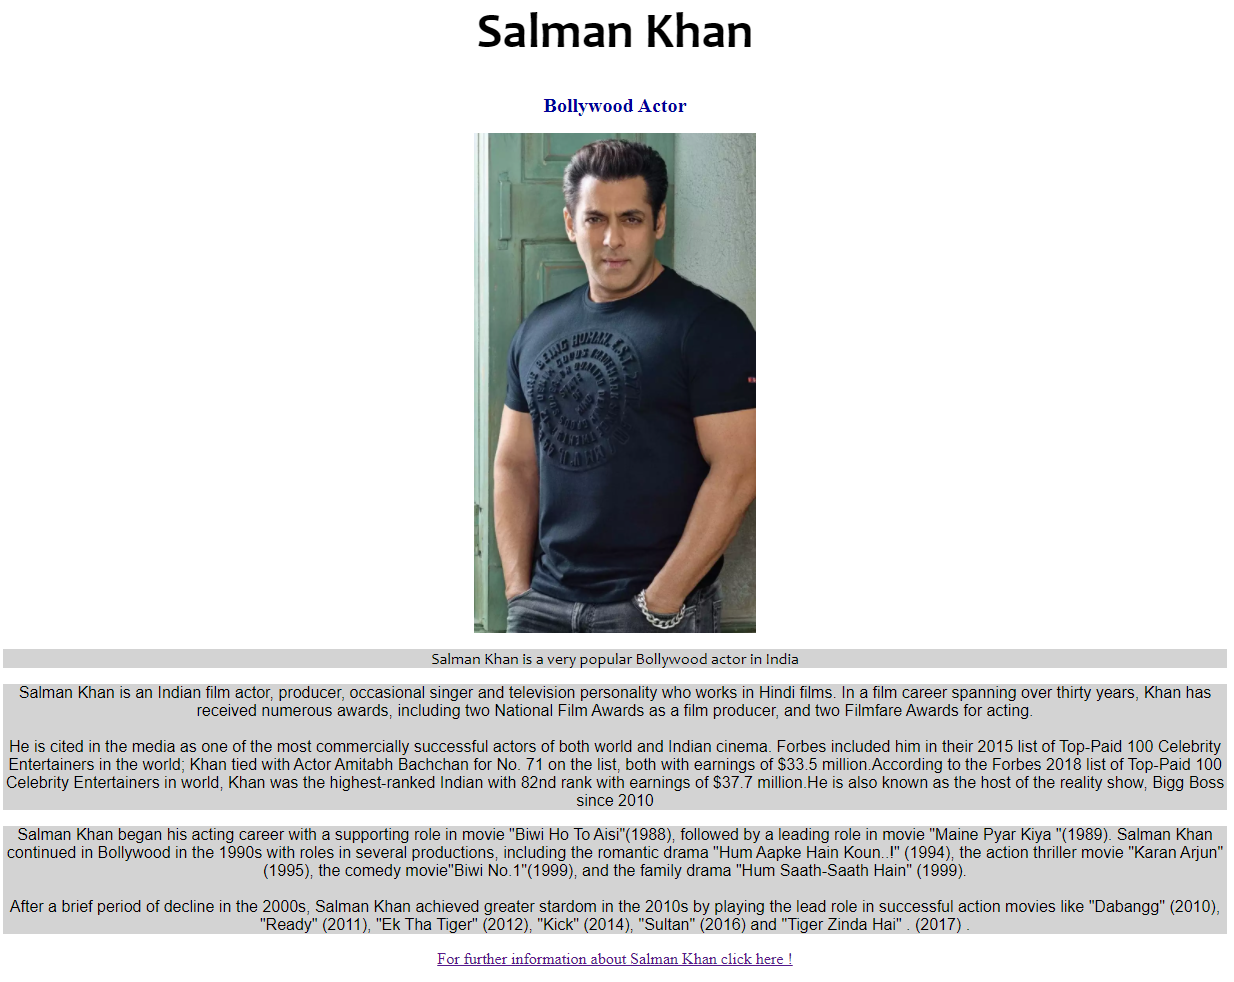 Salman Khan
Bollywood Actor
BEING HUMAN
Salman Khan is a very popular Bollywood actor in India
Salman Khan is an Indian film actor, producer, occasional singer and television personality who works in Hindi films. In a film career spanning over thirty years, Khan has
received numerous awards, including two National Film Awards as a film producer, and two Filmfare Awards for acting.
He is cited in the media as one of the most commercially successful actors of both world and Indian cinema. Forbes included him in their 2015 list of Top-Paid 100 Celebrity
Entertainers in the world; Khan tied with Actor Amitabh Bachchan for No. 71 on the list, both with earnings of $33.5 million.According to the Forbes 2018 list of Top-Paid 100
Celebrity Entertainers in world, Khan was the highest-ranked Indian with 82nd rank with earnings of $37.7 million.He is also known as the host of the reality show, Bigg Boss
since 2010
Salman Khan began his acting career with a supporting role in movie "Biwi Ho To Aisi"(1988), followed by a leading role in movie "Maine Pyar Kiya "(1989). Salman Khan
continued in Bollywood in the 1990s with roles in several productions, including the romantic drama "Hum Aapke Hain Koun..!" (1994), the action thriller movie "Karan Arjun"
(1995), the comedy movie"Biwi No.1"(1999), and the family drama "Hum Saath-Saath Hain" (1999).
After a brief period of decline in the 2000s, Salman Khan achieved greater stardom in the 2010s by playing the lead role in successful action movies like "Dabangg" (2010),
"Ready" (2011), "Ek Tha Tiger" (2012), "Kick" (2014), "Sultan" (2016) and "Tiger Zinda Hai" . (2017) .
For further information about Salman Khan click here !